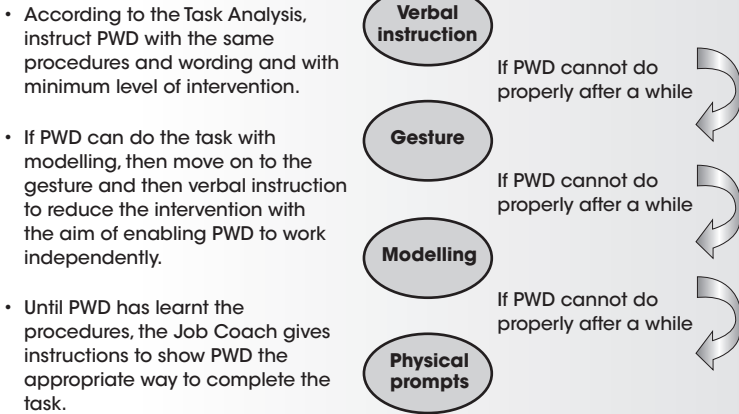 • According to the Task Analysis,
instruct PWD with the same
procedures and wording and with
minimum level of intervention.
• If PWD can do the task with
modelling, then move on to the
gesture and then verbal instruction
to reduce the intervention with
the aim of enabling PWD to work
independently.
• Until PWD has learnt the
procedures, the Job Coach gives
instructions to show PWD the
appropriate way to complete the
task.
Verbal
instruction
If PWD cannot do
properly after a while
Gesture
If PWD cannot do
properly after a while
Modelling
If PWD cannot do
properly after a while
Physical
prompts